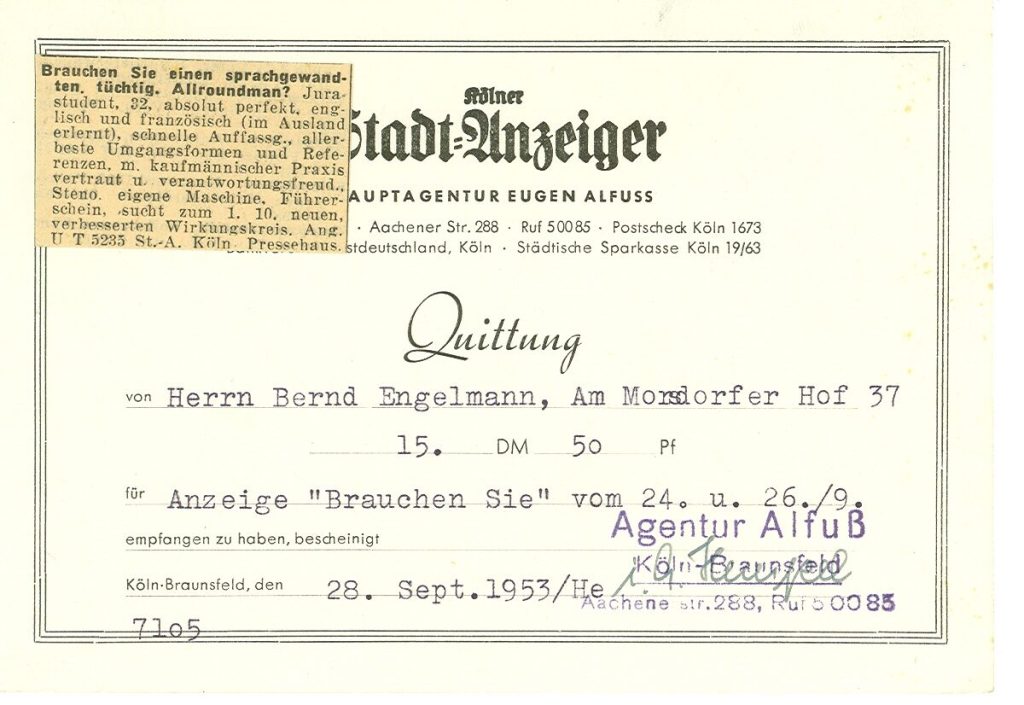 Brauchen Sie einen sprachgewand-
ten, tüchtig. Allroundman? Jura-
student, 32, absolut perfekt, eng-
lisch und französisch (im Ausland
erlernt), schnelle Auffassg., aller-
beste Umgangsformen und Refe-
renzen, m. kaufmännischer Praxis
vertraut u. verantwortungsfreud.,
Steno, eigene Maschine, Führer-
schein, sucht zum 1. 10. neuen,
verbesserten Wirkungskreis. Ang.
U T 5235 St.-A. Köln, Pressehaus.
Kölner
Stadt-Anzeiger
AUPTAGENTUR EUGEN ALFUSS
· Aachener Str. 288 · Ruf 50085 · Postscheck Köln 1673
stdeutschland, Köln · Städtische Sparkasse Köln 19/63
Quittung
von Herrn Bernd Engelmann, Am Morsdorfer Hof 37
15. DM 50 Pf
für Anzeige "Brauchen Sie" vom 24. u. 26./9.
empfangen zu haben, bescheinigt
Agentur Alfuß
Köln-Braunsfeld
Aachene Str. 288, Ruf 5 00 85
i. A.
Köln-Braunsfeld, den 28. Sept.1953/He
71o5